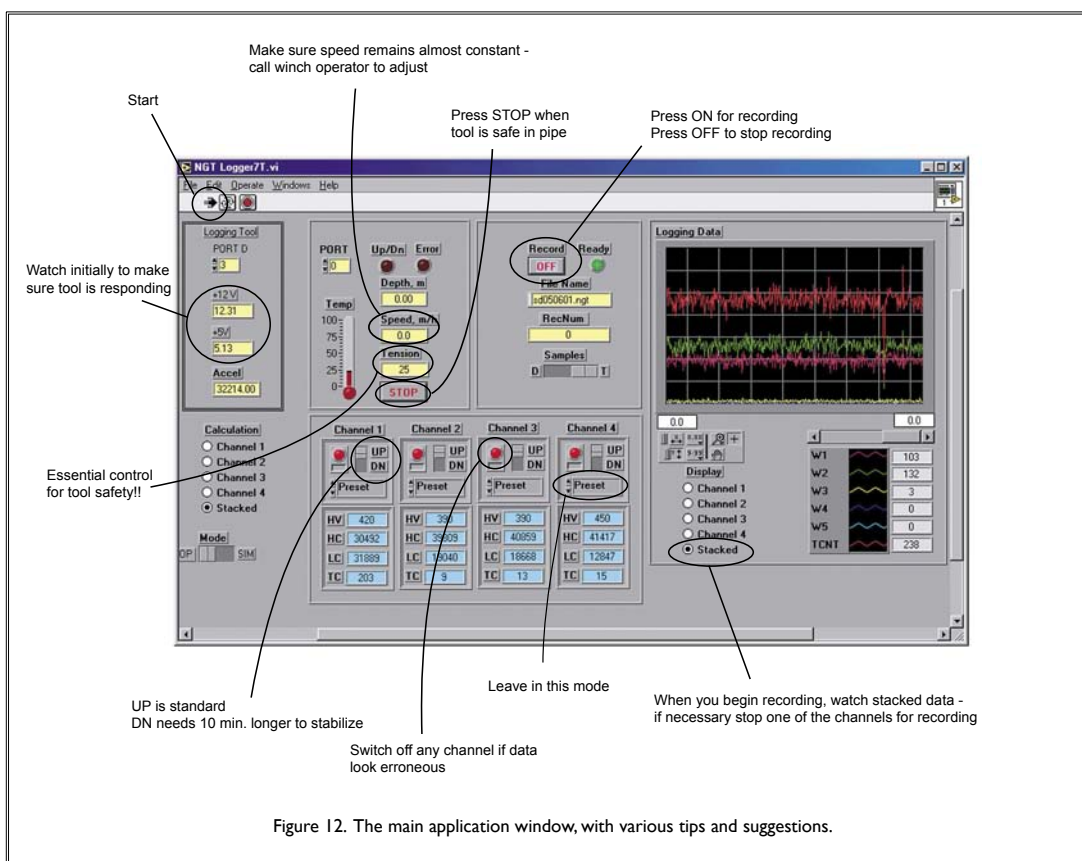 Make sure speed remains almost constant -
call winch operator to adjust
Start
Press STOP when
tool is safe in pipe
Press ON for recording
Press OFF to stop recording
NGT Logger7T.vi
File Edit Operate Windows Help
1
Logging Tool
PORT D
3
Watch initially to make
sure tool is responding
+12V
12.31
+5V
5.13
Accel
32214.00
PORT
0
Up/Dn Error
Depth, m
0.00
Temp
100-
75-
50-
25-
0-
Speed, m/h
0.0
Tension
25
STOP
Record Ready
OFF
File Name
sd050601.ngt
RecNum
0
Samples
D T
Logging Data
0.0 0.0
Calculation
Channel 1
Channel 2
Channel 3
Channel 4
Stacked
Essential control
for tool safety!!
Mode
OP SIM
Channel 1 Channel 2 Channel 3 Channel 4
UP UP UP UP
DN DN DN DN
Preset Preset Preset Preset
HV 420 HV 390 HV 390 HV 450
HC 30492 HC HC 40859 HC 41417
LC 31889 LC LC 18668 LC 12847
TC 203 TC 9 TC 13 TC 15
Display
Channel 1
Channel 2
Channel 3
Channel 4
Stacked
W1 103
W2 132
W3 3
W4 0
W5 0
TCNT 238
UP is standard
DN needs 10 min. longer to stabilize
Switch off any channel if data
look erroneous
Leave in this mode
When you begin recording, watch stacked data -
if necessary stop one of the channels for recording
Figure 12. The main application window, with various tips and suggestions.